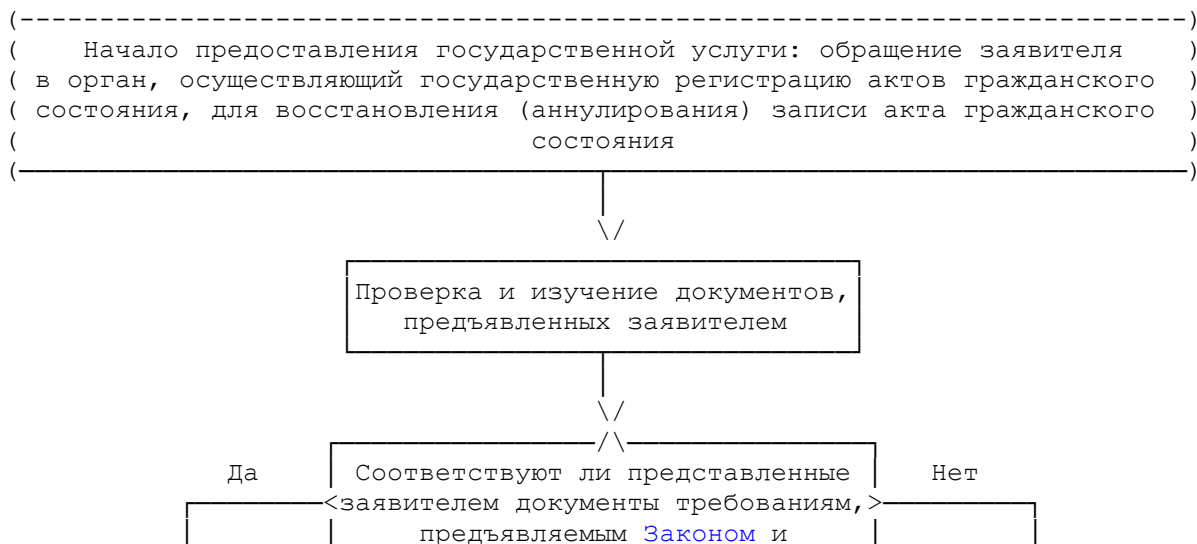 Начало предоставления государственной услуги: обращение заявителя
в орган, осуществляющий государственную регистрацию актов гражданского
состояния, для восстановления (аннулирования) записи акта гражданского
состояния
Проверка и изучение документов,
предъявленных заявителем
Да Соответствуют ли представленные Нет
заявителем документы требованиям,
предъявляемым Законом и